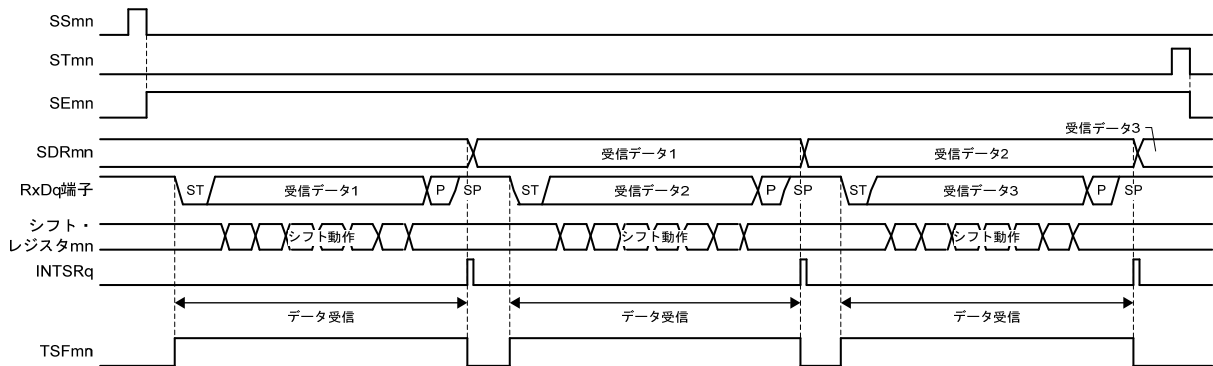 SSmn
STmn
SEmn
受信データ3
SDRmn 受信データ1 受信データ2
RxDq端子 ST 受信データ1 P SP ST 受信データ2 P SP ST 受信データ3 P SP
シフト・
レジスタmn シフト動作 シフト動作 シフト動作
INTSRq
データ受信 データ受信 データ受信
TSFmn